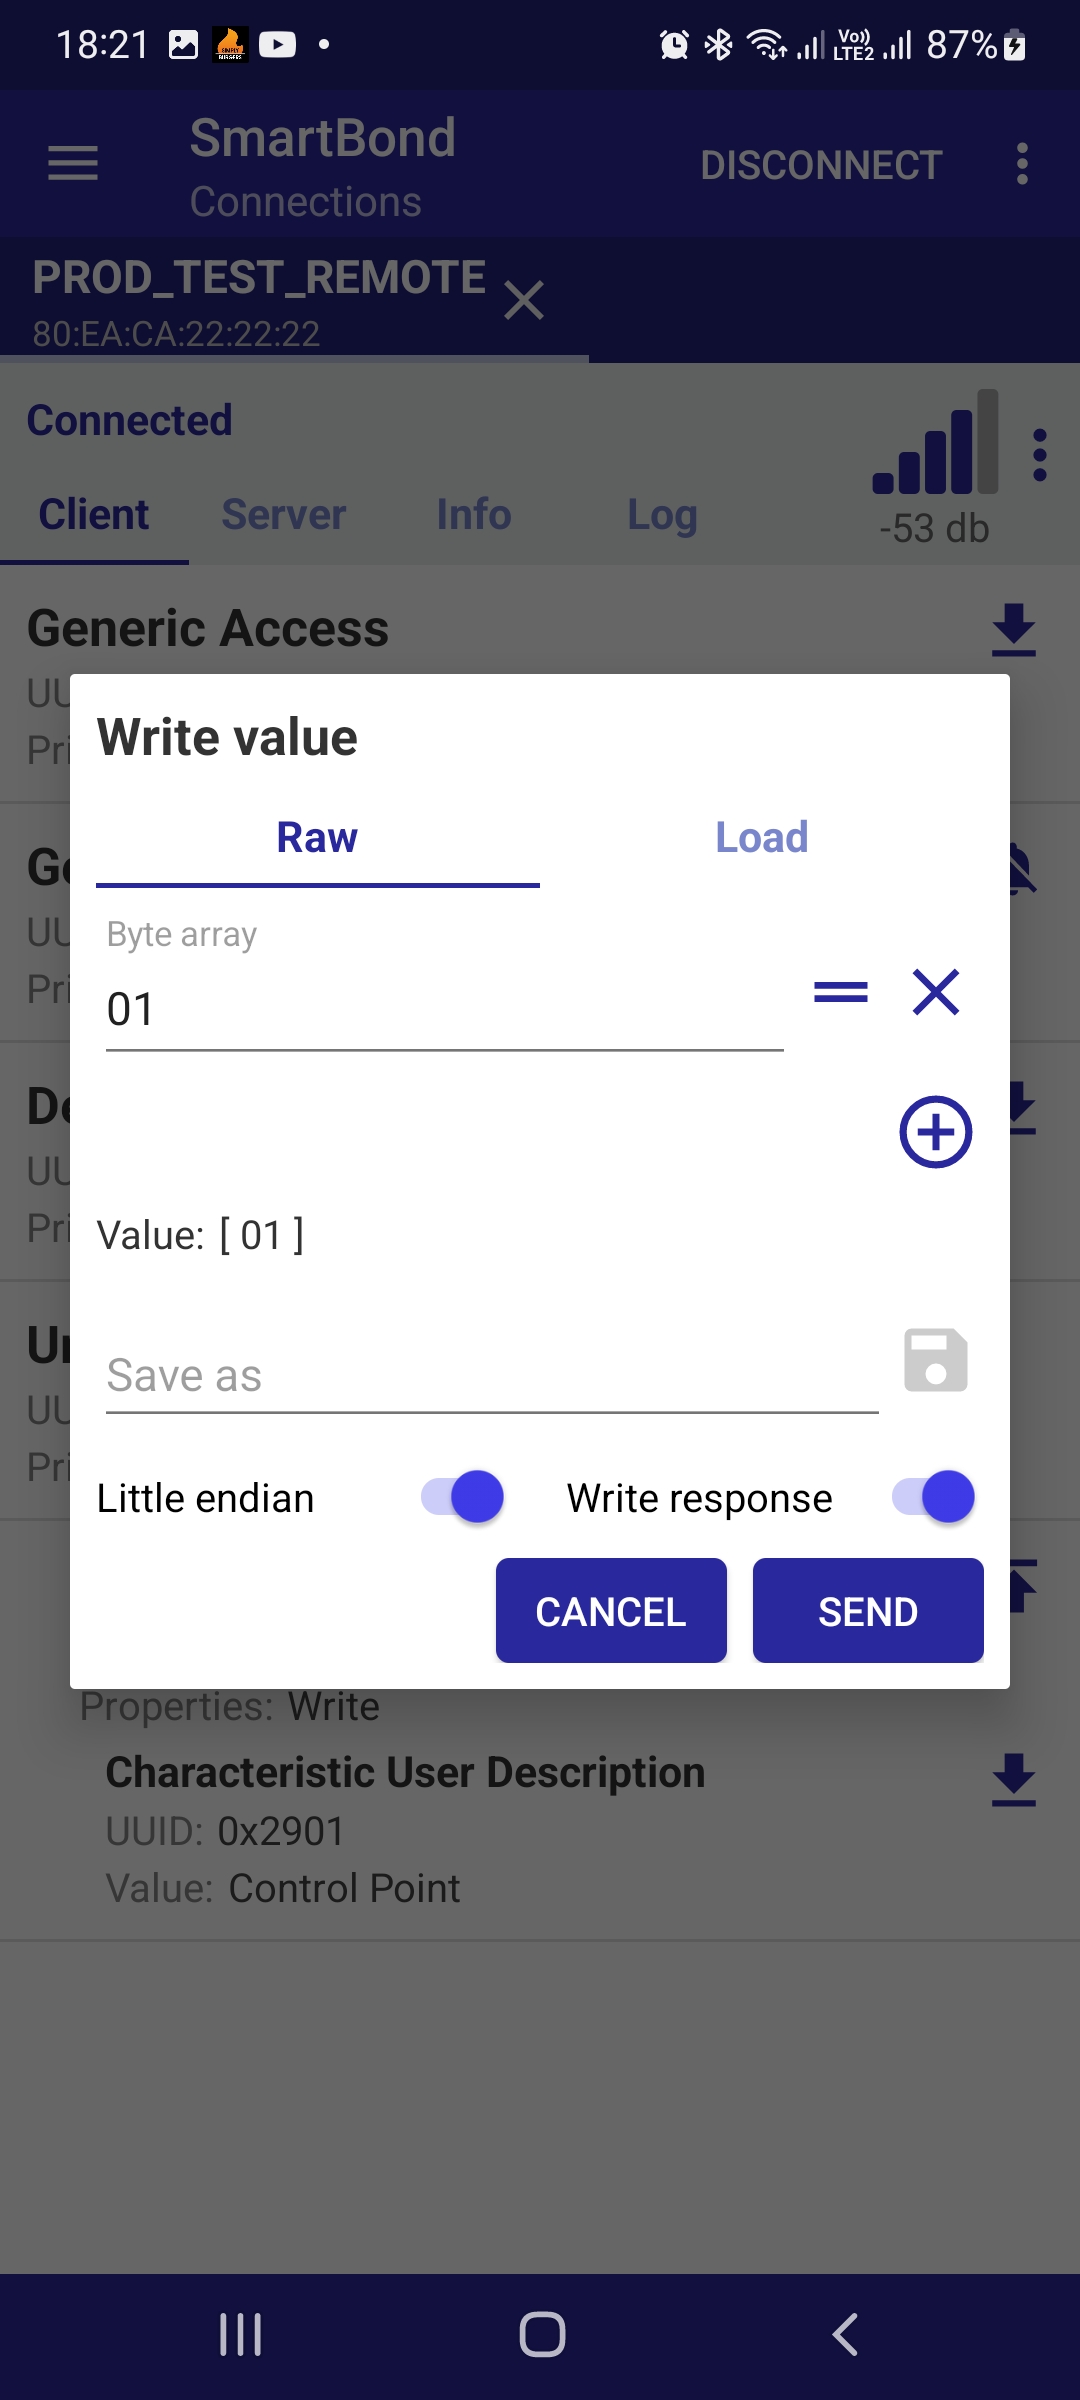 18:21
Vo)) LTE2 87%
SmartBond
Connections
DISCONNECT
PROD_TEST_REMOTE
80:EA:CA:22:22:22
Connected
Client Server Info Log
-53 db
Generic Access
UU
Pri
Write value
Raw Load
Byte array
01
Value: [ 01 ]
Save as
Little endian Write response
CANCEL SEND
Ge
UU
Pri
De
UU
Pri
Un
UU
Pri
Properties: Write
Characteristic User Description
UUID: 0x2901
Value: Control Point